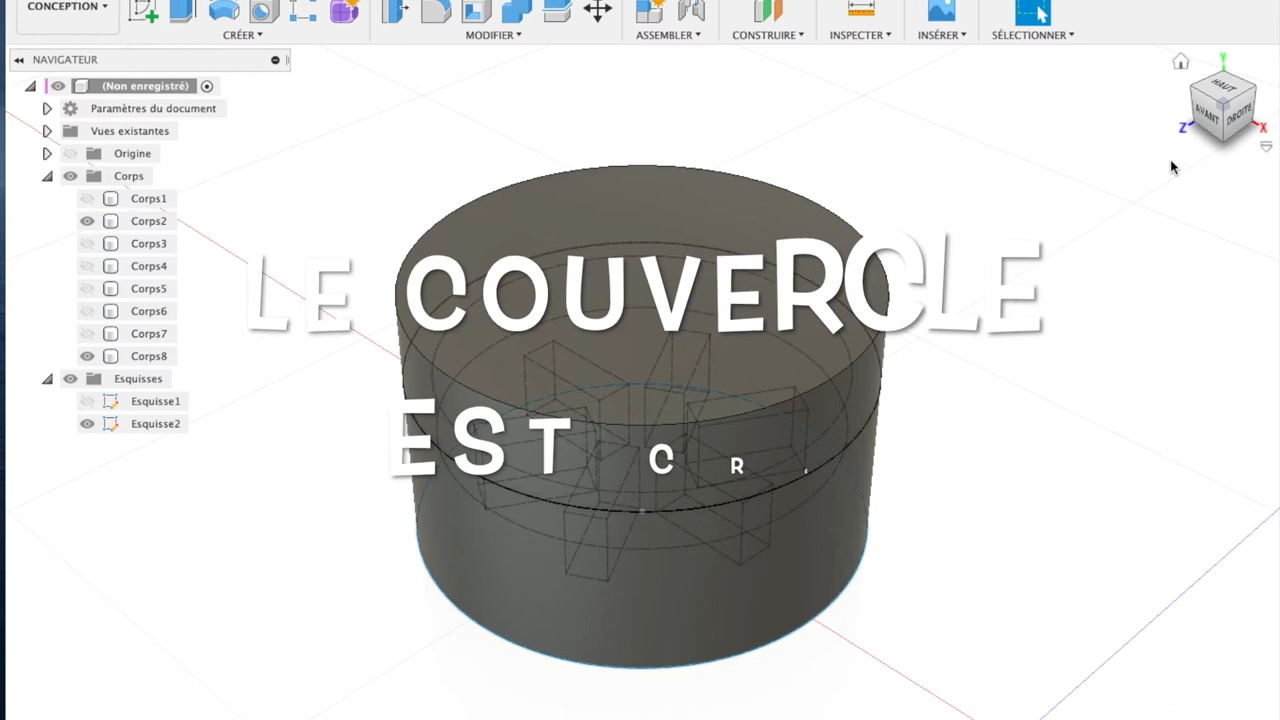 CONCEPTION
CRÉER
MODIFIER
ASSEMBLER
CONSTRUIRE
INSPECTER
INSÉRER
SÉLECTIONNER
NAVIGATEUR
(Non enregistré)
Paramètres du document
Vues existantes
Origine
Corps
Corps1
Corps2
Corps3
Corps4
Corps5
Corps6
Corps7
Corps8
Esquisses
Esquisse1
Esquisse2
HAUT
AVANT
DROITE
Y
Z
X
LE COUVERCLE
EST C R